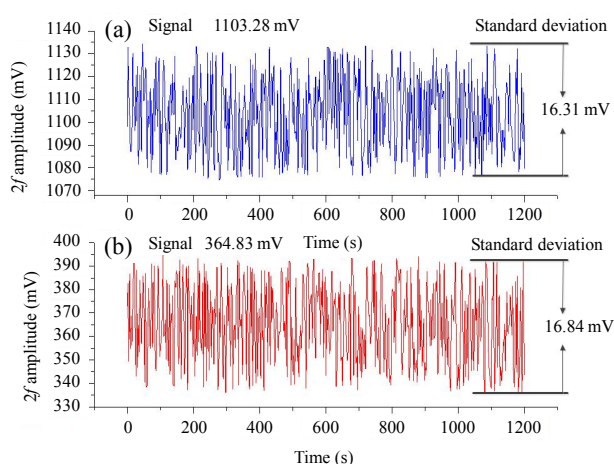 (a) Signal 1103.28 mV Standard deviation
1140
1130
1120
1110
1100
1090
1080
1070
2f amplitude (mV)
16.31 mV
0 200 400 600 800 1000 1200
Time (s)
(b) Signal 364.83 mV Standard deviation
400
390
380
370
360
350
340
330
2f amplitude (mV)
16.84 mV
0 200 400 600 800 1000 1200
Time (s)